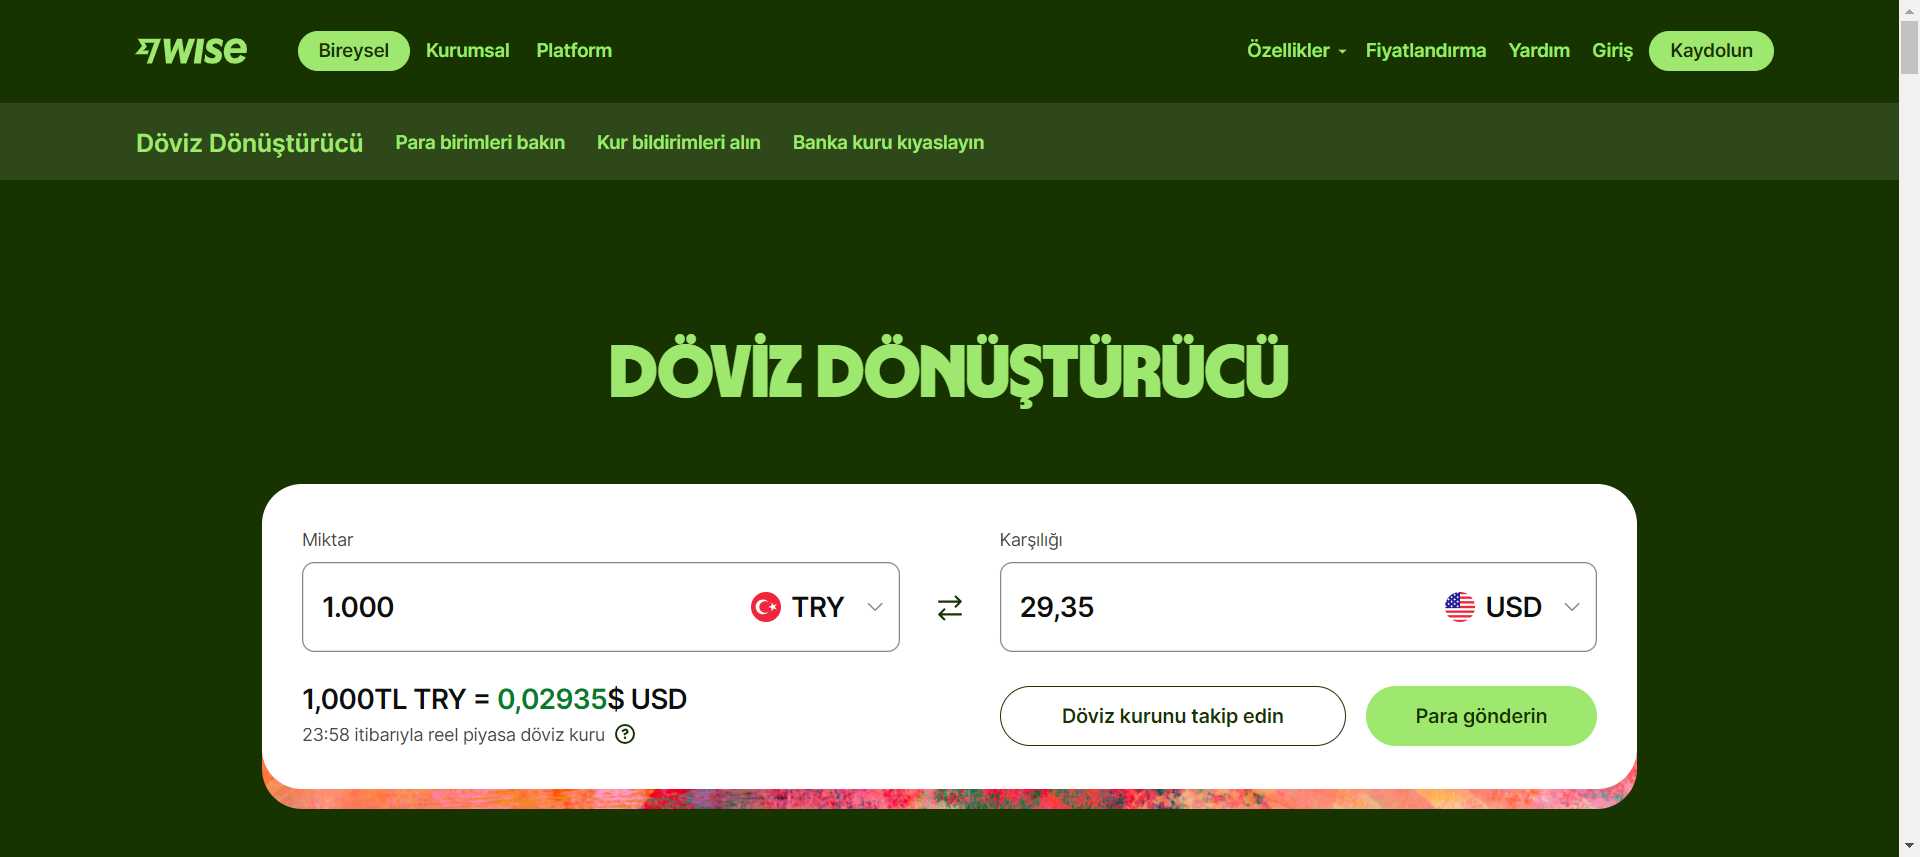 WISE
Bireysel Kurumsal Platform Özellikler Fiyatlandırma Yardım Giriş Kaydolun
Döviz Dönüştürücü Para birimleri bakın Kur bildirimleri alın Banka kuru kıyaslayın
DÖVİZ DÖNÜŞTÜRÜCÜ
Miktar
1.000 TRY
Karşılığı
29,35 USD
1,000TL TRY = 0,02935$ USD
23:58 itibarıyla reel piyasa döviz kuru ?
Döviz kurunu takip edin
Para gönderin